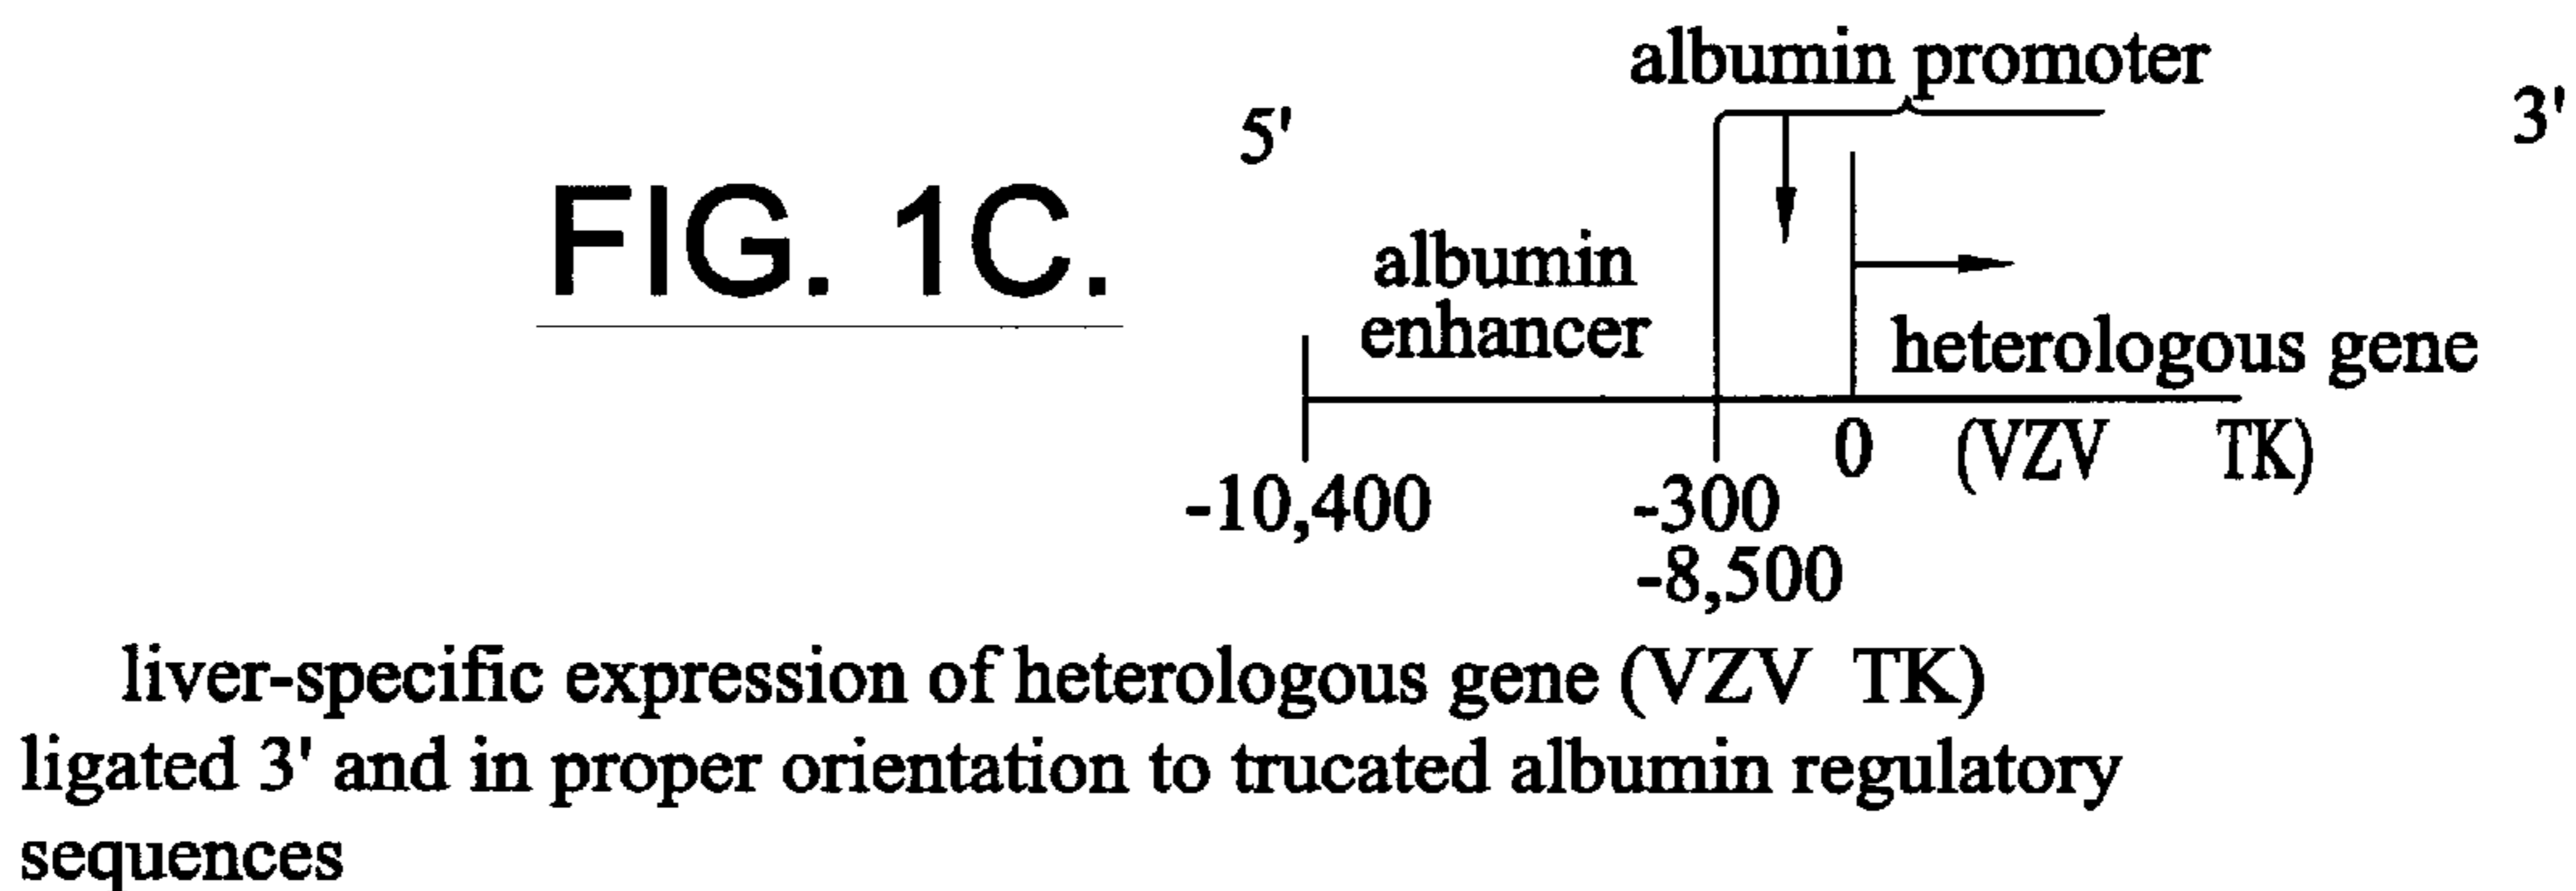 albumin promoter
5'
3'
FIG. 1C.
albumin
enhancer
heterologous gene
0 (VZV TK)
-10,400
-300
-8,500
liver-specific expression of heterologous gene (VZV TK)
ligated 3' and in proper orientation to trucated albumin regulatory
sequences